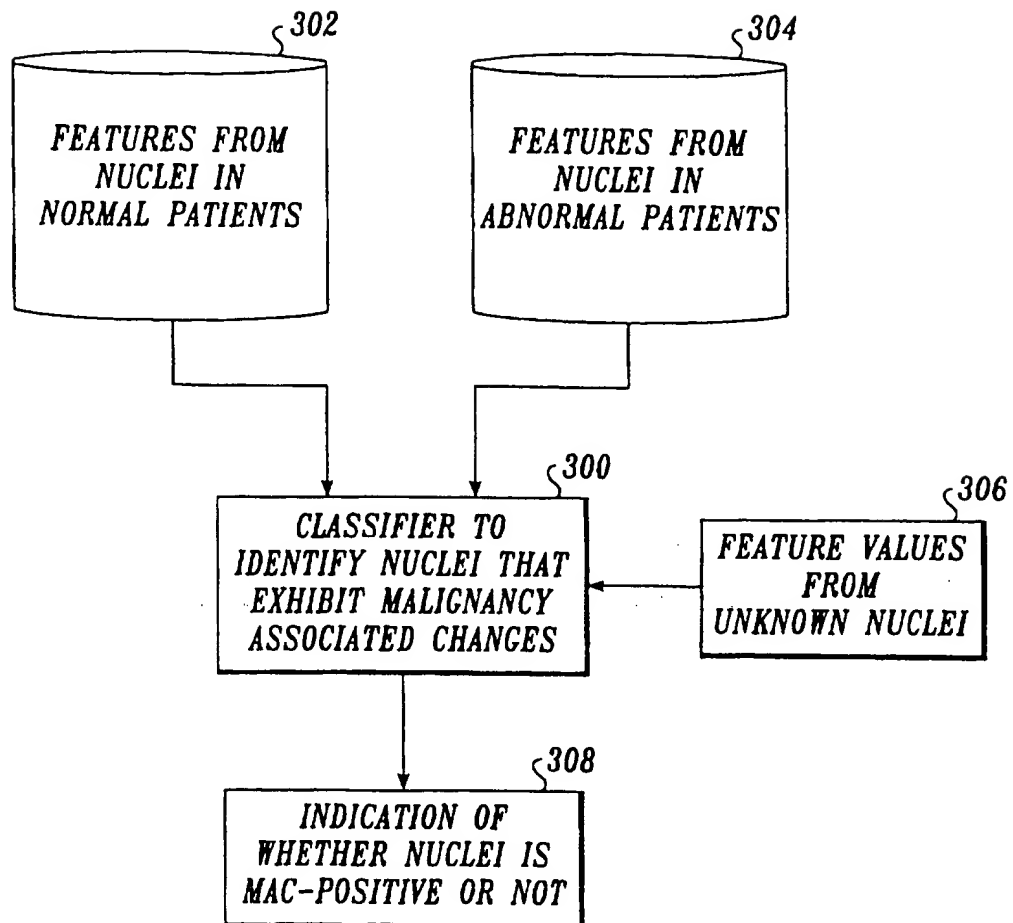 302
FEATURES FROM
NUCLEI IN
NORMAL PATIENTS
304
FEATURES FROM
NUCLEI IN
ABNORMAL PATIENTS
300
CLASSIFIER TO
IDENTIFY NUCLEI THAT
EXHIBIT MALIGNANCY
ASSOCIATED CHANGES
306
FEATURE VALUES
FROM
UNKNOWN NUCLEI
308
INDICATION OF
WHETHER NUCLEI IS
MAC-POSITIVE OR NOT